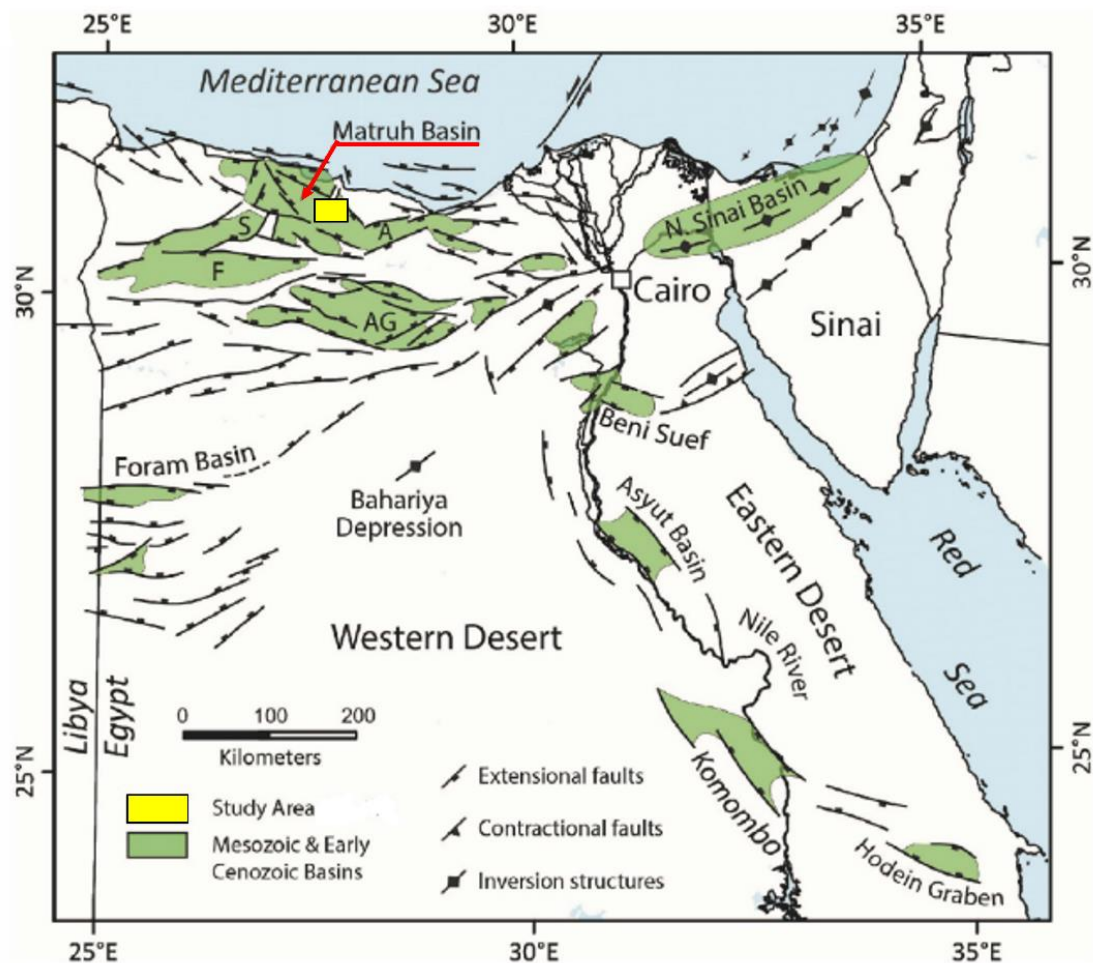 25°E
30°E
35°E
Mediterranean Sea
Matruh Basin
S
A
N. Sinai Basin
30°N
30°N
F
Cairo
AG
Sinai
Beni Suef
Foram Basin
Bahariya
Depression
Asyut Basin
Eastern Desert
Red
Sea
Western Desert
Nile River
Libya
Egypt
0 100 200
Kilometers
25°N
25°N
Komombo
Hodein Graben
Study Area
Mesozoic & Early
Cenozoic Basins
Extensional faults
Contractional faults
Inversion structures
25°E
30°E
35°E